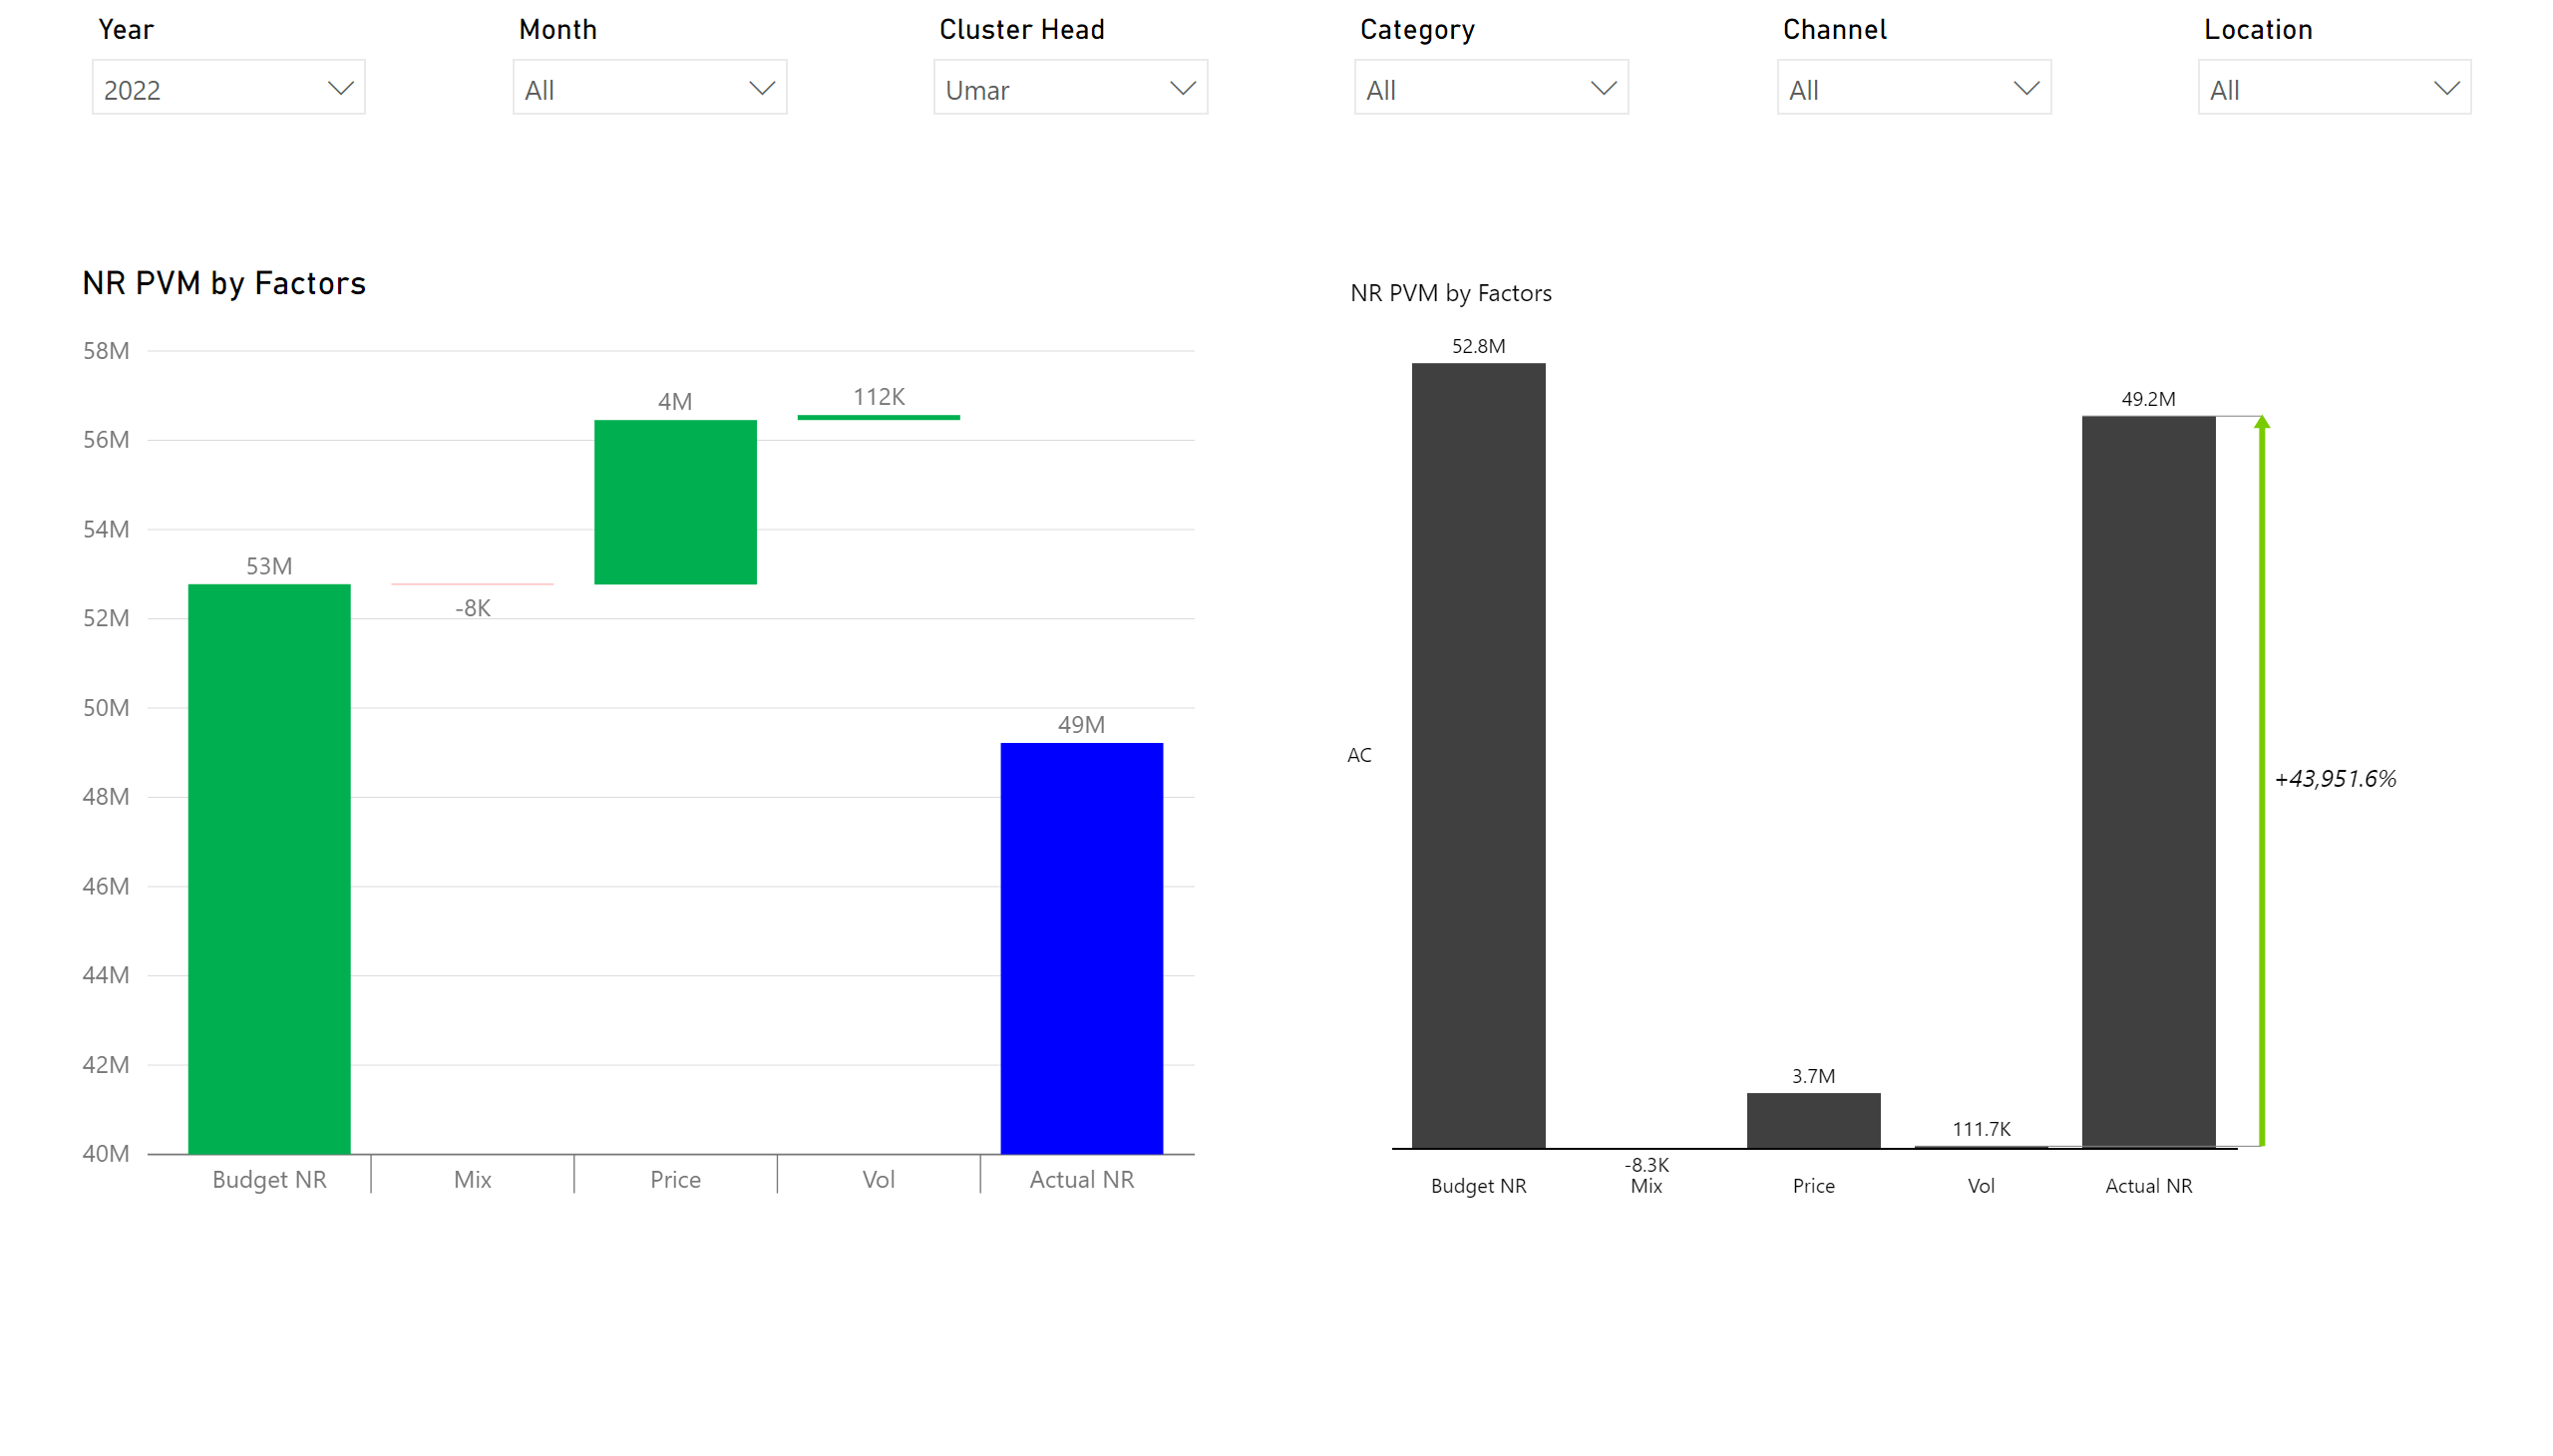 Year
Month
Cluster Head
Category
Channel
Location
2022
All
Umar
All
All
All
NR PVM by Factors
58M
56M
54M
52M
50M
48M
46M
44M
42M
40M
53M
-8K
4M
112K
49M
Budget NR
Mix
Price
Vol
Actual NR
NR PVM by Factors
AC
52.8M
-8.3K
3.7M
111.7K
49.2M
+43,951.6%
Budget NR
Mix
Price
Vol
Actual NR